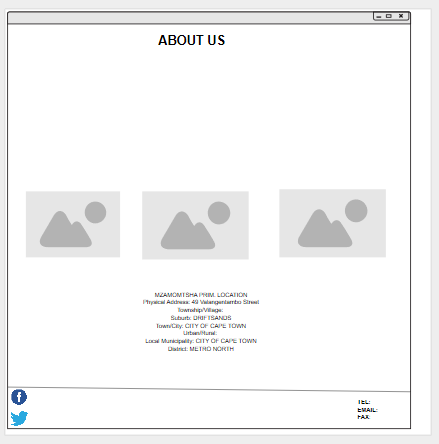 ABOUT US
MZAMOMTSHA PRIM. LOCATION
Physical Address: 49 Valangentambo Street
Township/Village:
Suburb: DRIFTSANDS
Town/City: CITY OF CAPE TOWN
Urban/Rural:
Local Municipality: CITY OF CAPE TOWN
District: METRO NORTH
TEL:
EMAIL:
FAX: